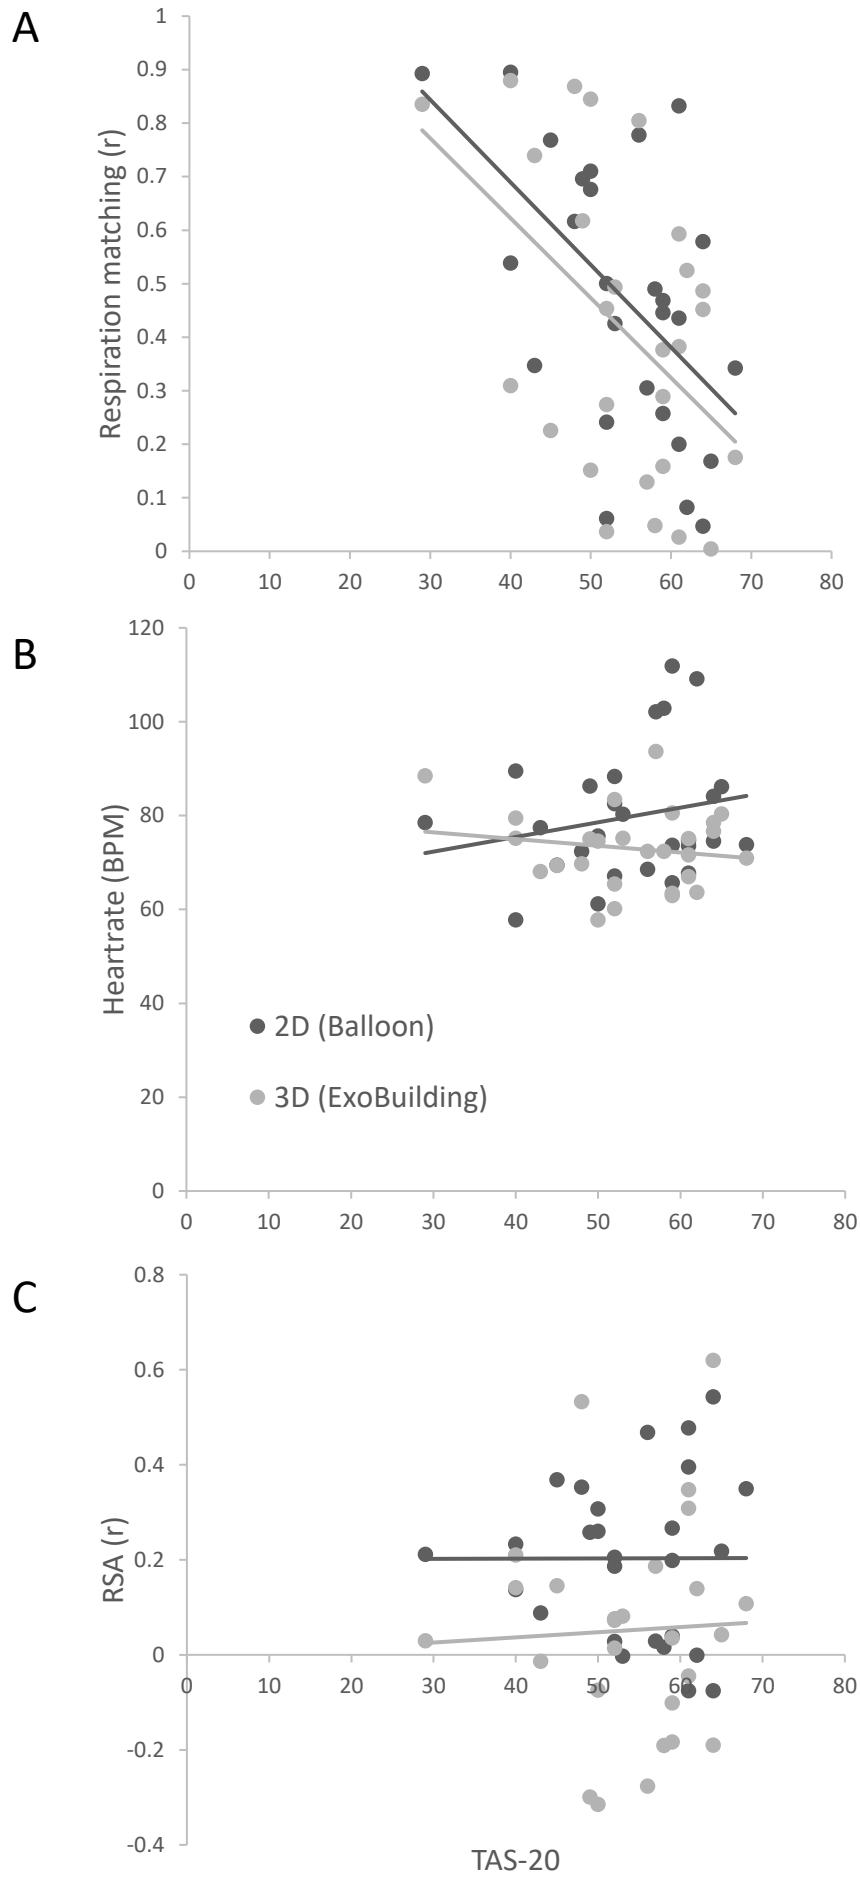 A
1
0.9
0.8
0.7
0.6
0.5
0.4
0.3
0.2
0.1
0
Respiration matching (r)
0 10 20 30 40 50 60 70 80
B
120
100
80
60
40
20
0
Heartrate (BPM)
2D (Balloon)
3D (ExoBuilding)
0 10 20 30 40 50 60 70 80
C
0.8
0.6
0.4
0.2
0
-0.2
-0.4
RSA (r)
0 10 20 30 40 50 60 70 80
TAS-20